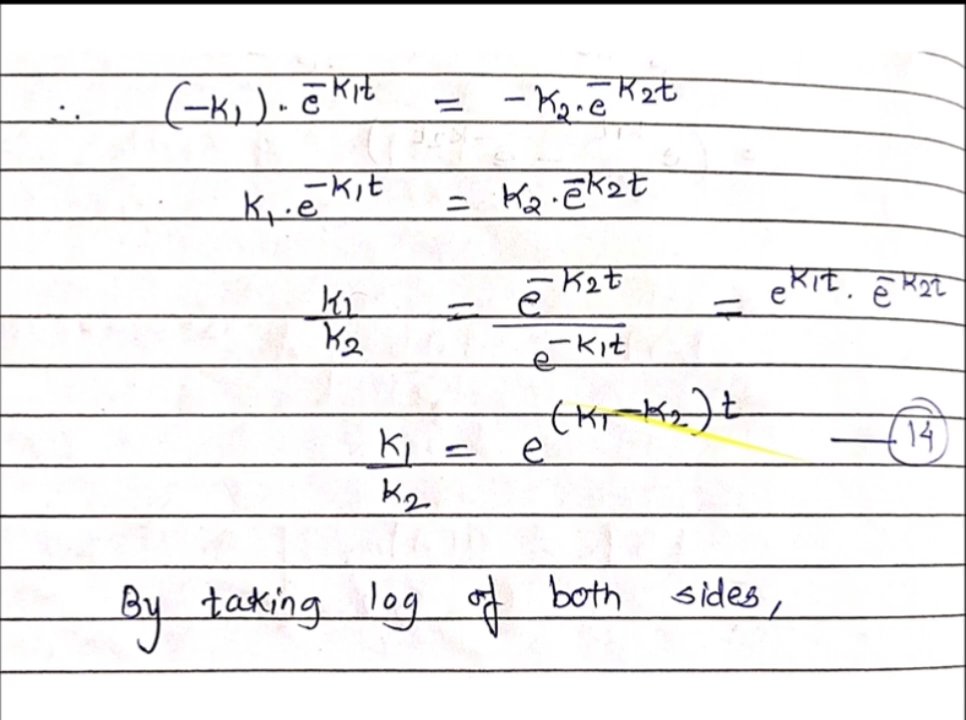 ∴ (-K₁) · e^{-K₁t} = -K₂ · e^{-K₂t}
K₁ · e^{-K₁t} = K₂ · e^{-K₂t}
K₁/K₂ = e^{-K₂t} / e^{-K₁t} = e^{K₁t} · e^{-K₂t}
K₁/K₂ = e^{(K₁-K₂)t} —(14)
By taking log of both sides,